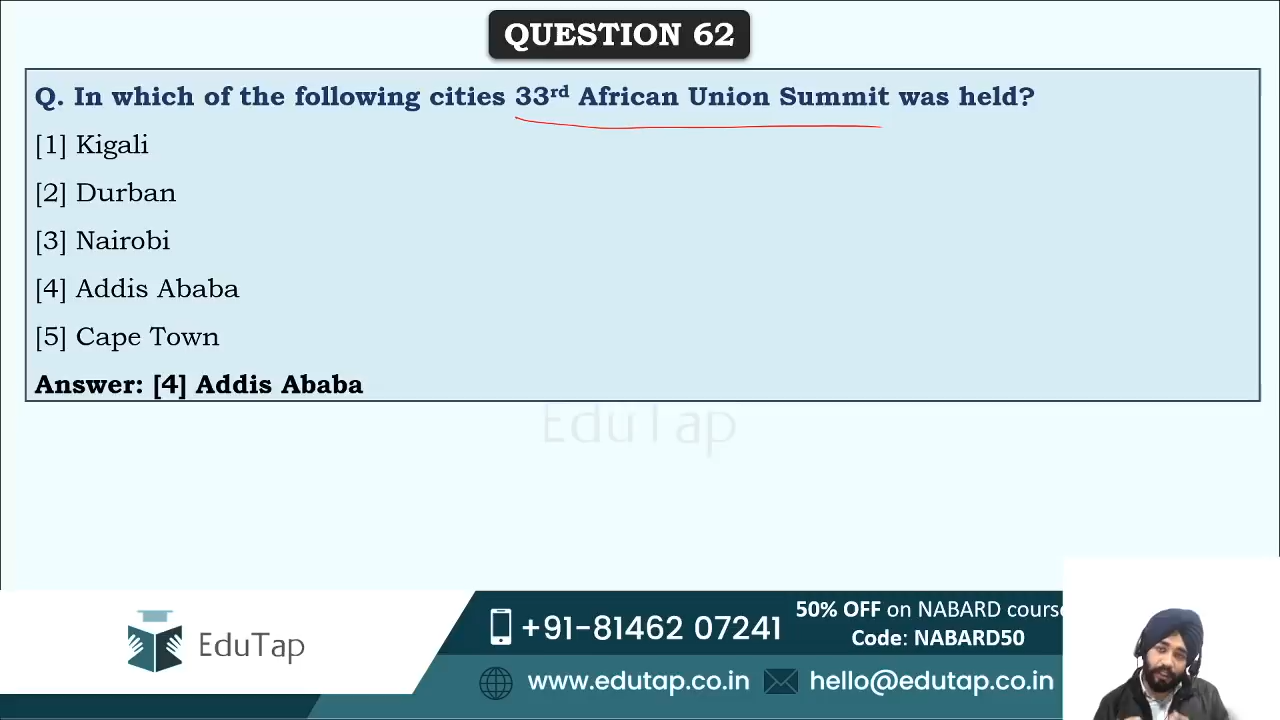 QUESTION 62
Q. In which of the following cities 33rd African Union Summit was held?
[1] Kigali
[2] Durban
[3] Nairobi
[4] Addis Ababa
[5] Cape Town
Answer: [4] Addis Ababa
EduTap
50% OFF on NABARD course
+91-81462 07241
Code: NABARD50
EduTap
www.edutap.co.in
hello@edutap.co.in